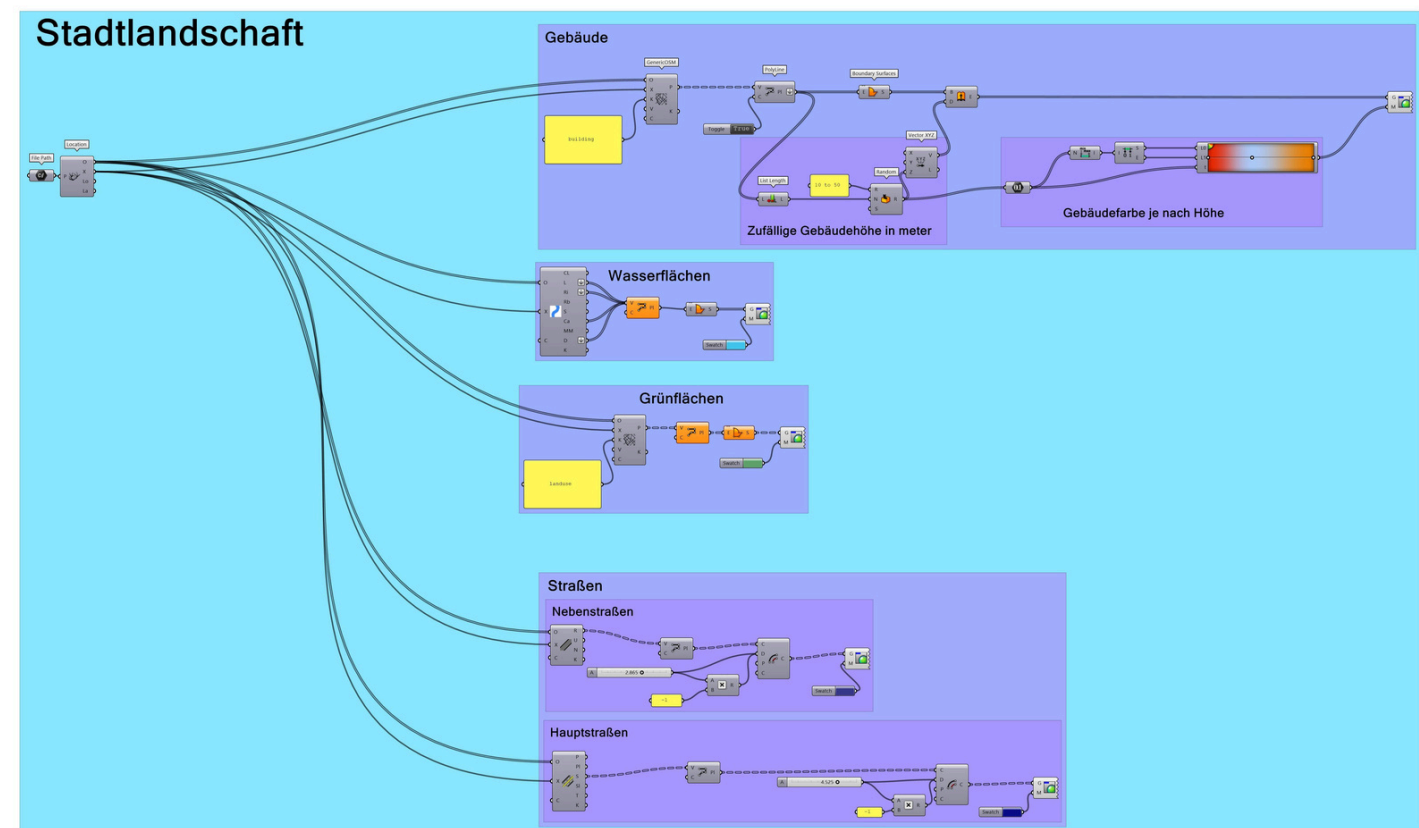 Stadtlandschaft
File Path
Location
Gebäude
GenericOSM
building
PolyLine
Toggle True
Boundary Surfaces
List Length
10 to 50
Random
Vector XYZ
Zufällige Gebäudehöhe in meter
Gebäudefarbe je nach Höhe
Wasserflächen
Swatch
Grünflächen
Landuse
Swatch
Straßen
Nebenstraßen
2.865
-1
Swatch
Hauptstraßen
4.525
-1
Swatch